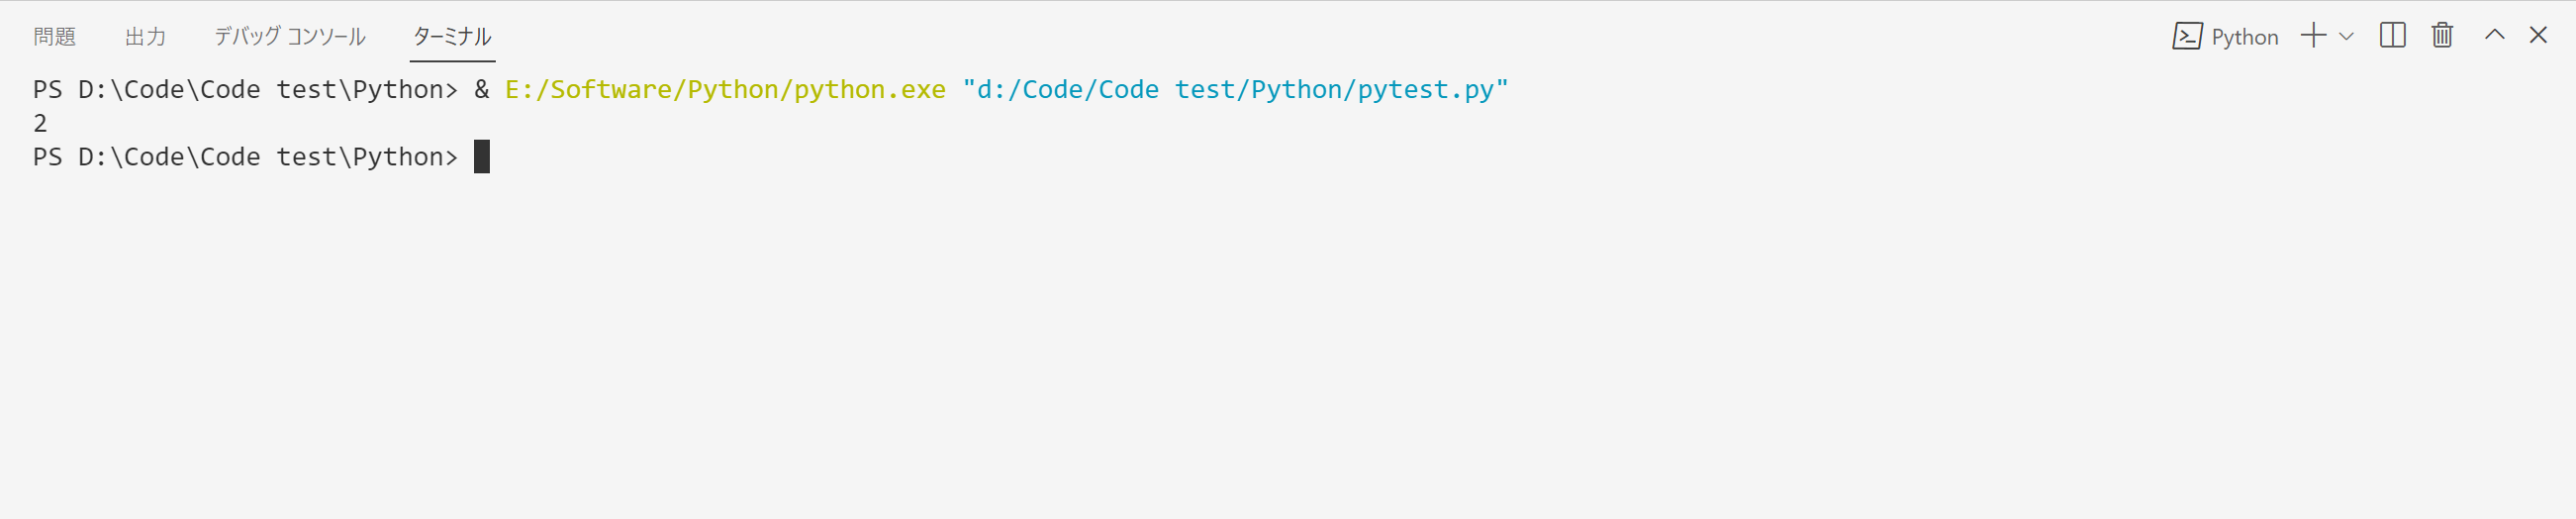 問題 出力 デバッグ コンソール ターミナル Python
PS D:\Code\Code test\Python> & E:/Software/Python/python.exe "d:/Code/Code test/Python/pytest.py"
2
PS D:\Code\Code test\Python>